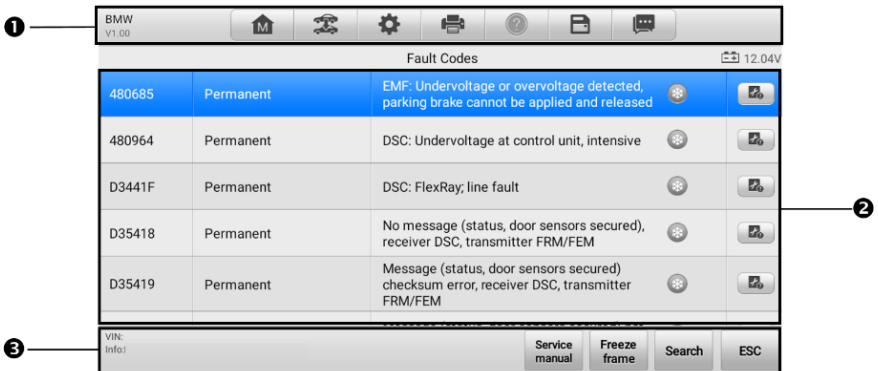 BMW
V1.00
M
Fault Codes
12.04V
480685 Permanent EMF: Undervoltage or overvoltage detected,
parking brake cannot be applied and released
480964 Permanent DSC: Undervoltage at control unit, intensive
D3441F Permanent DSC: FlexRay; line fault
D35418 Permanent No message (status, door sensors secured),
receiver DSC, transmitter FRM/FEM
D35419 Permanent Message (status, door sensors secured)
checksum error, receiver DSC, transmitter
FRM/FEM
VIN:
Info:
Service
manual
Freeze
frame
Search
ESC
1
2
3